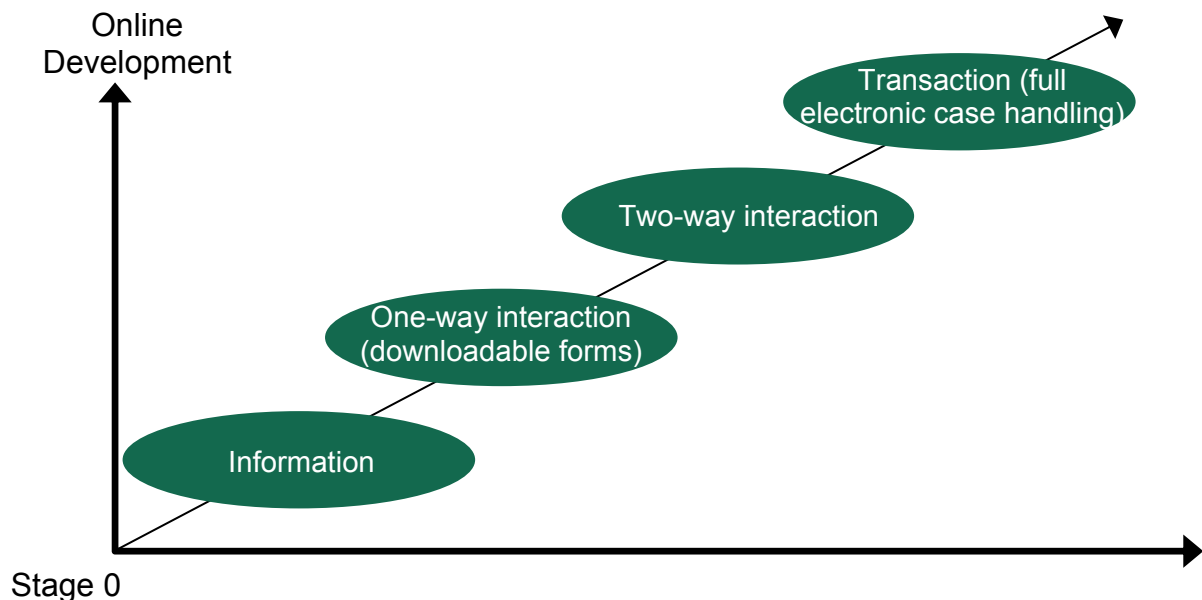 Online
Development
Transaction (full
electronic case handling)
Two-way interaction
One-way interaction
(downloadable forms)
Information
Stage 0